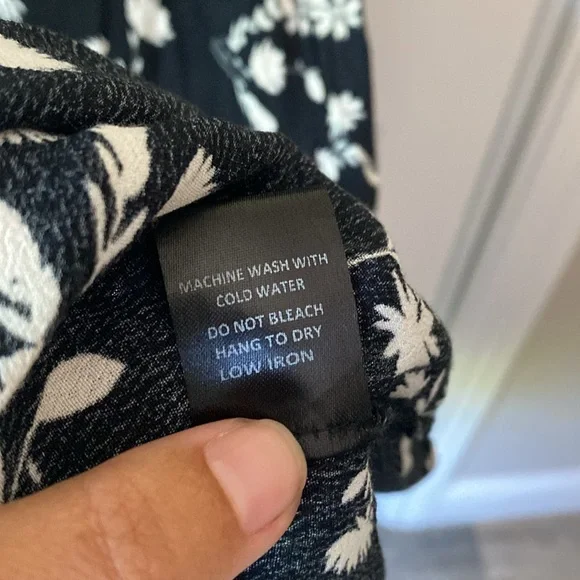 MACHINE WASH WITH
COLD WATER
DO NOT BLEACH
HANG TO DRY
LOW IRON